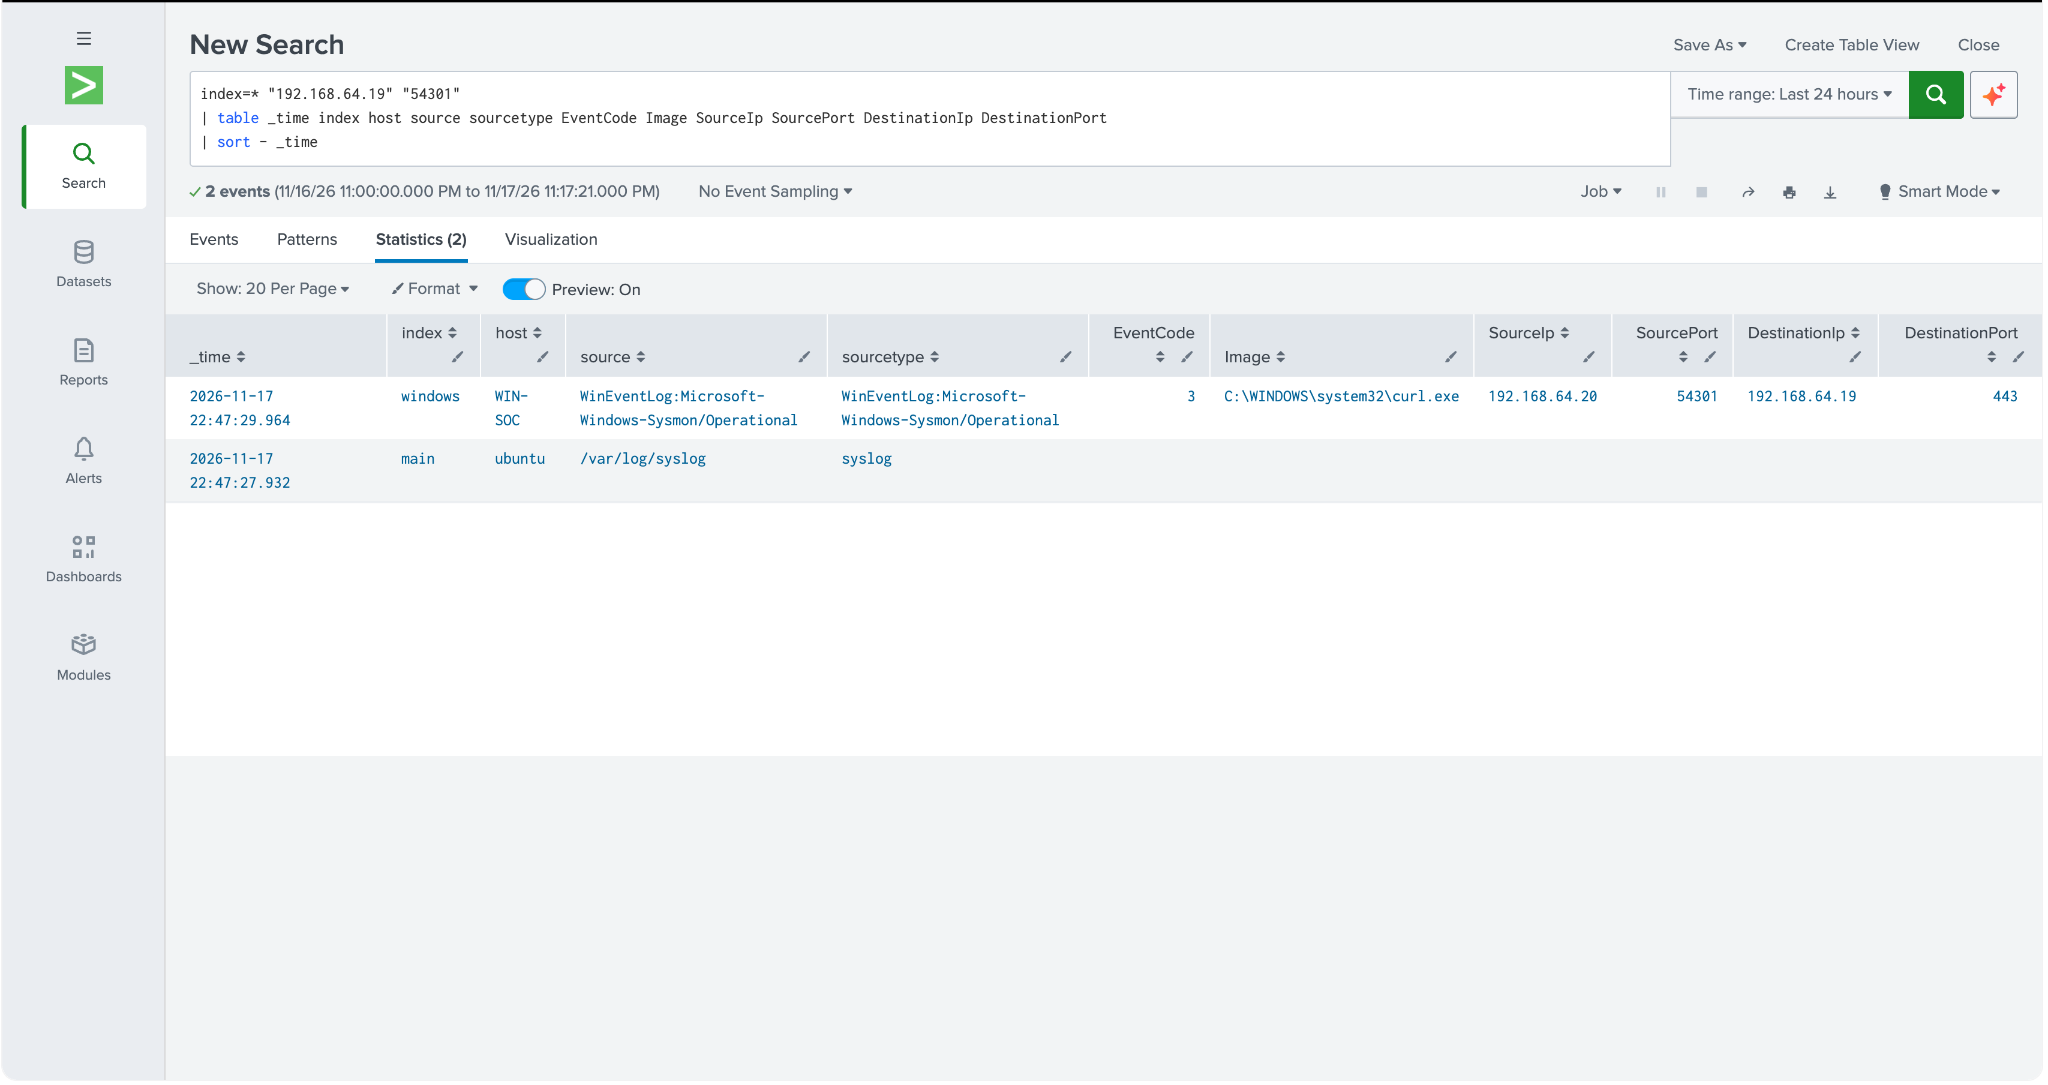 New Search
Save As
Create Table View
Close
index=* "192.168.64.19" "54301"
| table _time index host source sourcetype EventCode Image SourceIp SourcePort DestinationIp DestinationPort
| sort - _time
Time range: Last 24 hours
2 events (11/16/26 11:00:00.000 PM to 11/17/26 11:17:21.000 PM)
No Event Sampling
Job
Smart Mode
Search
Datasets
Reports
Alerts
Dashboards
Modules
Events
Patterns
Statistics (2)
Visualization
Show: 20 Per Page
Format
Preview: On
_time
index
host
source
sourcetype
EventCode
Image
SourceIp
SourcePort
DestinationIp
DestinationPort
2026-11-17
22:47:29.964
windows
WIN-
SOC
WinEventLog:Microsoft-
Windows-Sysmon/Operational
WinEventLog:Microsoft-
Windows-Sysmon/Operational
3
C:\WINDOWS\system32\curl.exe
192.168.64.20
54301
192.168.64.19
443
2026-11-17
22:47:27.932
main
ubuntu
/var/log/syslog
syslog